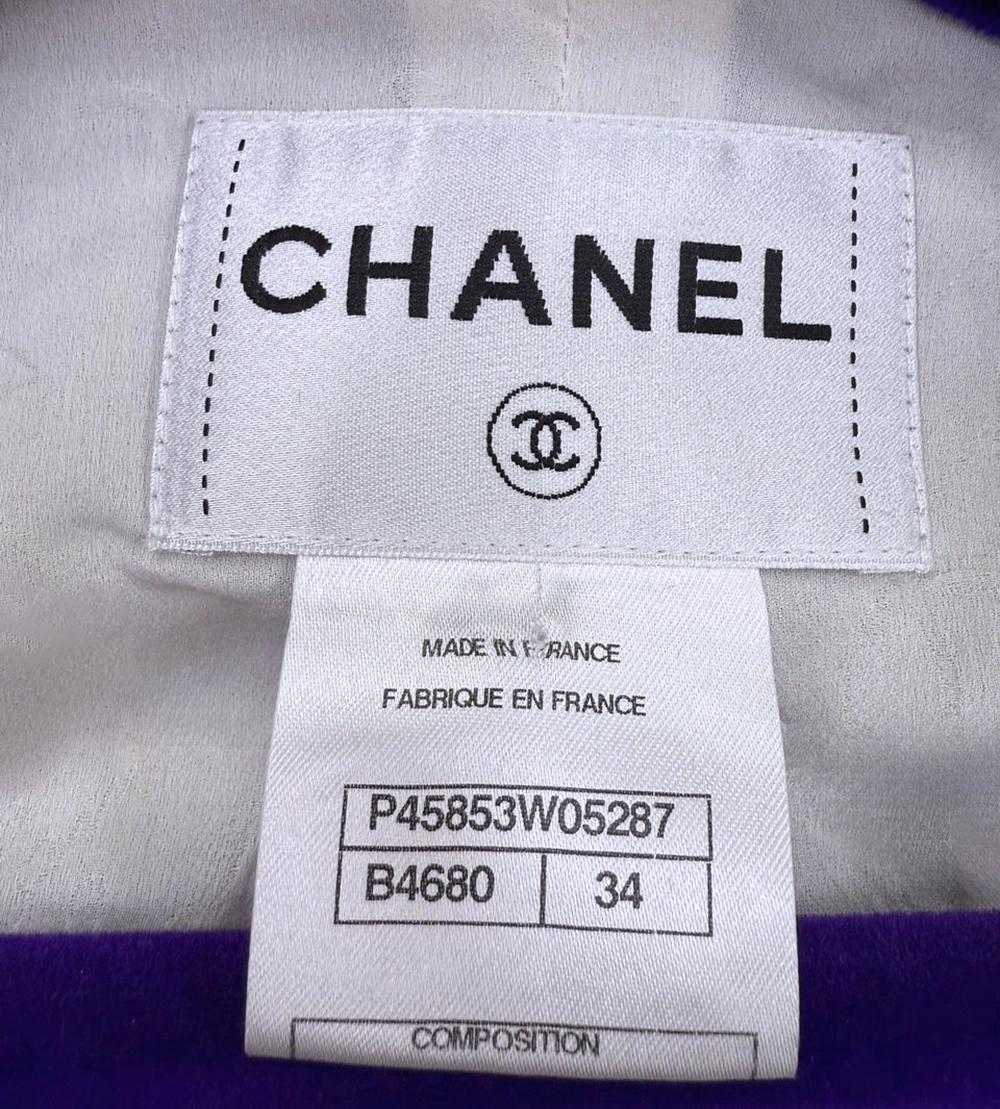 CHANEL
MADE IN FRANCE
FABRIQUE EN FRANCE
P45853W05287
B4680 34
COMPOSITION